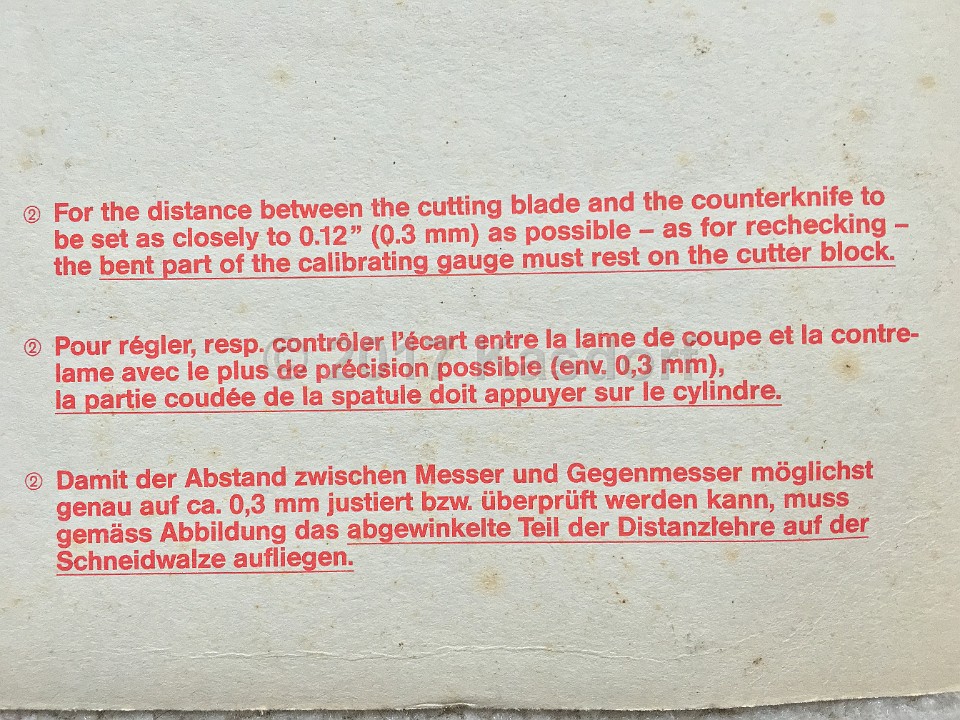 ② For the distance between the cutting blade and the counterknife to
be set as closely to 0.12” (0.3 mm) as possible – as for rechecking –
the bent part of the calibrating gauge must rest on the cutter block.
② Pour régler, resp. contrôler l’écart entre la lame de coupe et la contre-
lame avec le plus de précision possible (env. 0,3 mm),
© 2017 Kasdorf
la partie coudée de la spatule doit appuyer sur le cylindre.
② Damit der Abstand zwischen Messer und Gegenmesser möglichst
genau auf ca. 0,3 mm justiert bzw. überprüft werden kann, muss
gemäss Abbildung das abgewinkelte Teil der Distanzlehre auf der
Schneidwalze aufliegen.